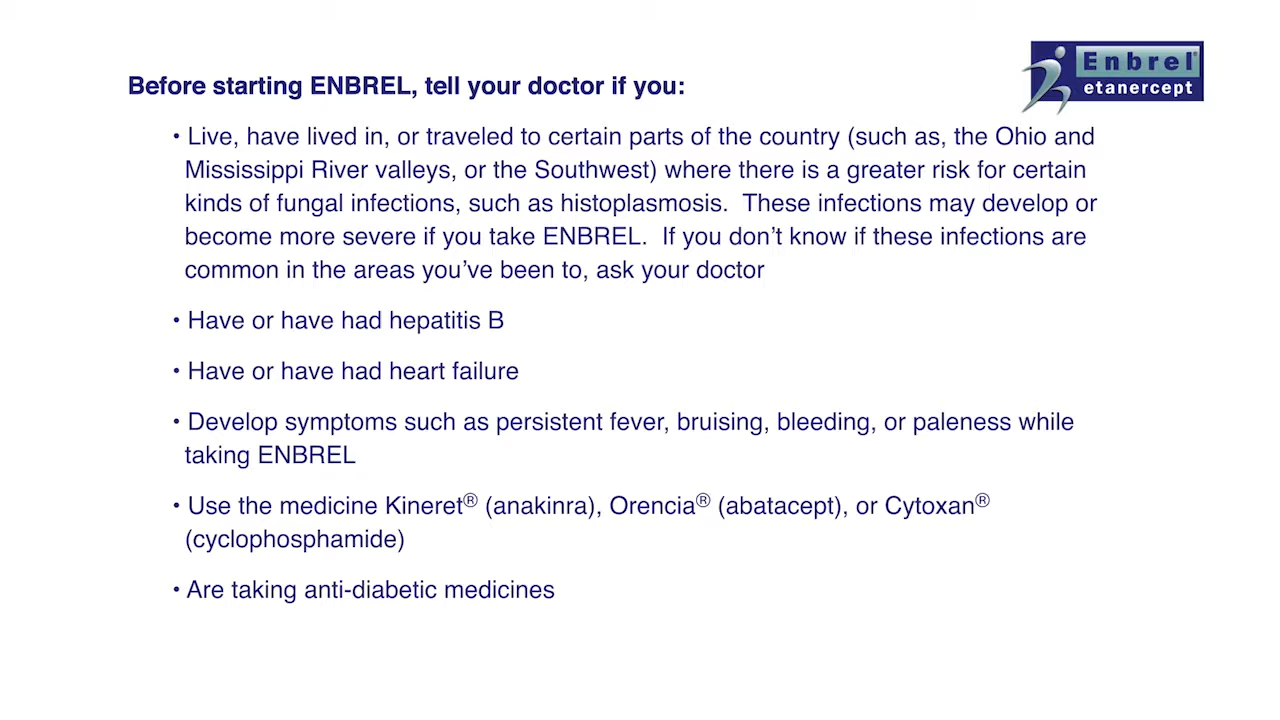 Enbrel®
etanercept
Before starting ENBREL, tell your doctor if you:
• Live, have lived in, or traveled to certain parts of the country (such as, the Ohio and
Mississippi River valleys, or the Southwest) where there is a greater risk for certain
kinds of fungal infections, such as histoplasmosis.  These infections may develop or
become more severe if you take ENBREL.  If you don’t know if these infections are
common in the areas you’ve been to, ask your doctor
• Have or have had hepatitis B
• Have or have had heart failure
• Develop symptoms such as persistent fever, bruising, bleeding, or paleness while
taking ENBREL
• Use the medicine Kineret® (anakinra), Orencia® (abatacept), or Cytoxan®
(cyclophosphamide)
• Are taking anti-diabetic medicines